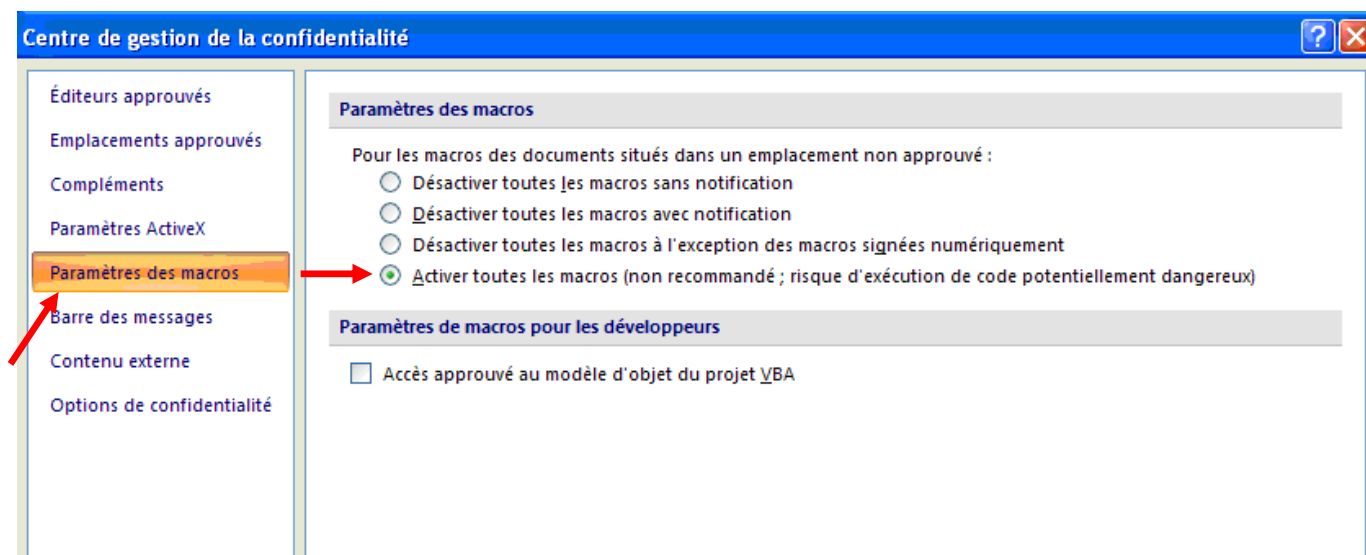 Centre de gestion de la confidentialité
Éditeurs approuvés
Emplacements approuvés
Compléments
Paramètres ActiveX
Paramètres des macros
Barre des messages
Contenu externe
Options de confidentialité
Paramètres des macros
Pour les macros des documents situés dans un emplacement non approuvé :
Désactiver toutes les macros sans notification
Désactiver toutes les macros avec notification
Désactiver toutes les macros à l'exception des macros signées numériquement
Activer toutes les macros (non recommandé ; risque d'exécution de code potentiellement dangereux)
Paramètres de macros pour les développeurs
Accès approuvé au modèle d'objet du projet VBA